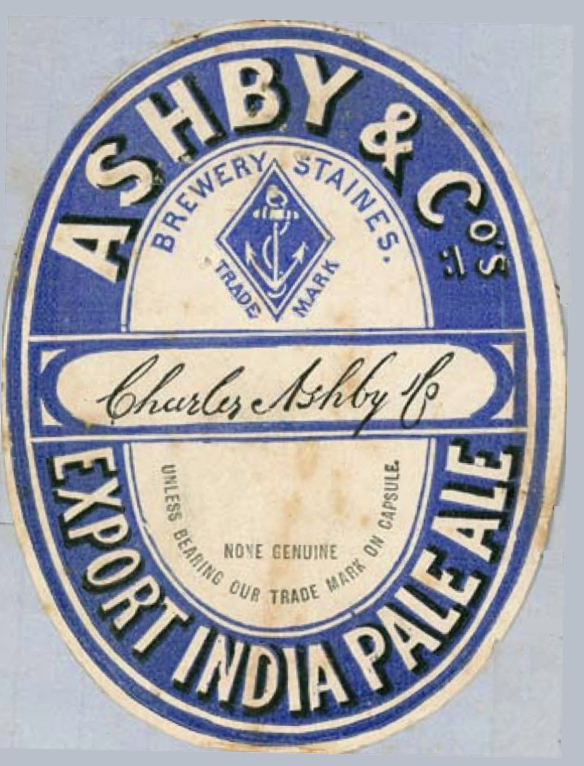 ASHBY & Co's
BREWERY STAINES.
TRADE MARK
Charles Ashby & Co
NONE GENUINE
UNLESS BEARING OUR TRADE MARK ON CAPSULE.
EXPORT INDIA PALE ALE